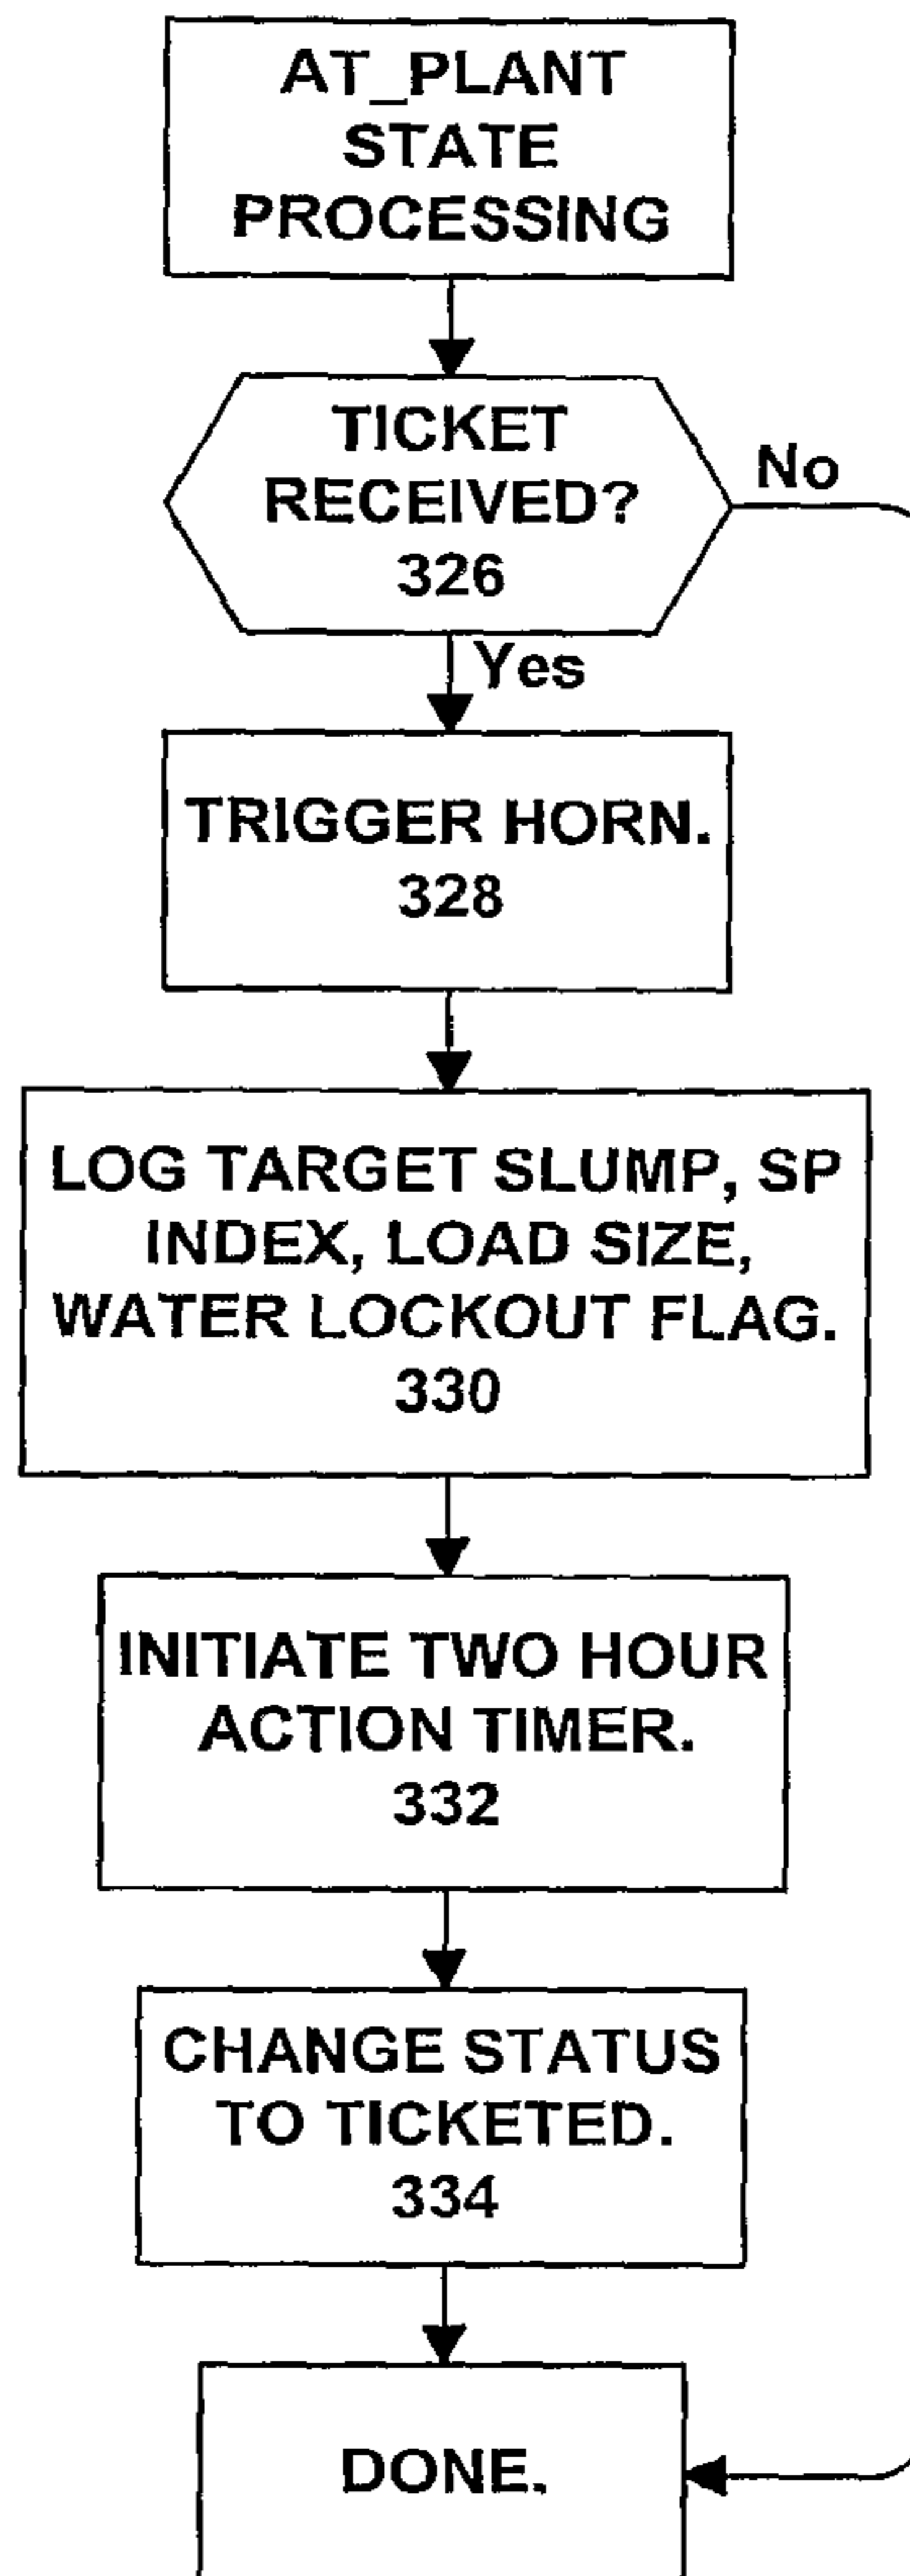 AT_PLANT
STATE
PROCESSING
TICKET
RECEIVED?
326
No
Yes
TRIGGER HORN.
328
LOG TARGET SLUMP, SP
INDEX, LOAD SIZE,
WATER LOCKOUT FLAG.
330
INITIATE TWO HOUR
ACTION TIMER.
332
CHANGE STATUS
TO TICKETED.
334
DONE.